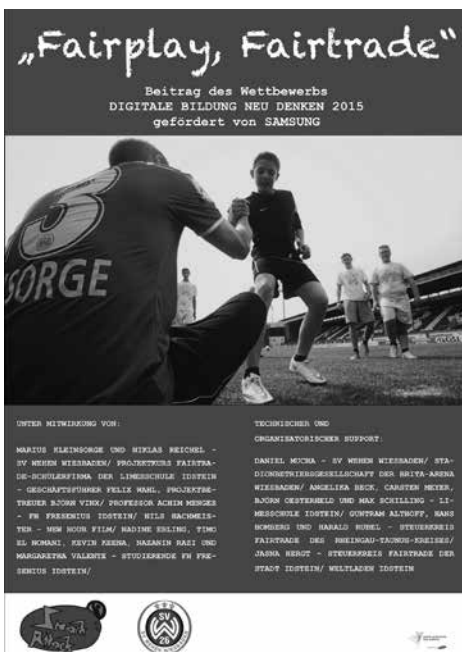 „Fairplay, Fairtrade“
Beitrag des Wettbewerbs
DIGITALE BILDUNG NEU DENKEN 2015
gefördert von SAMSUNG
3
SORGE
UNTER MITWIRKUNG VON:
MARIUS KLEINSORGE UND NIKLAS REICHEL -
SV WEHEN WIESBADEN/ PROJEKTKURS FAIRTRA-
DE-SCHÜLERFIRMA DER LIMESSCHULE IDSTEIN
- GESCHÄFTSFÜHRER FELIX WAHL, PROJEKTBE-
TREUER BJÖRN VINX/ PROFESSOR ACHIM MENGES
- FH FRESENIUS IDSTEIN/ NILS HACHMEIS-
TER - NEW HOUR FILM/ NADINE ERLING, TIMO
EL NOMANI, KEVIN KEENA, RAZANIN RAZI UND
MARGARETHA VALENTE - STUDIERENDE FH FRE-
SENIUS IDSTEIN/
TECHNISCHER UND
ORGANISATORISCHER SUPPORT:
DANIEL MUCHA - SV WEHEN WIESBADEN/ STA-
DIONBETRIEBSGESELLSCHAFT DER BRITA-ARENA
WIESBADEN/ ANGELIKA BECK, CARSTEN MEYER,
BJÖRN OESTERHELD UND MAX SCHILLING - LI-
MESSCHULE IDSTEIN/ GUNTRAM ALTHOFF, HANS
HOMBERG UND HARALD RUHEL - STEUERKREIS
FAIRTRADE DES RHEINGAU-TAUNUS-KREISES/
JASNA HERGT - STEUERKREIS FAIRTRADE DER
STADT IDSTEIN/ WELTLADEN IDSTEIN
SV
26